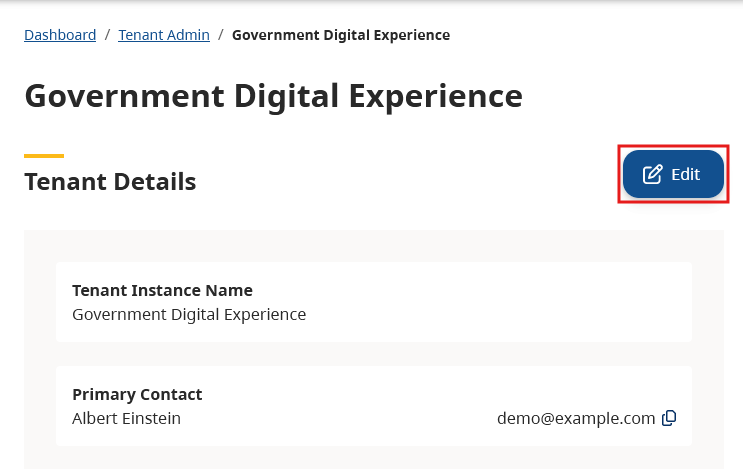 Dashboard / Tenant Admin / Government Digital Experience
Government Digital Experience
Tenant Details
Edit
Tenant Instance Name
Government Digital Experience
Primary Contact
Albert Einstein demo@example.com